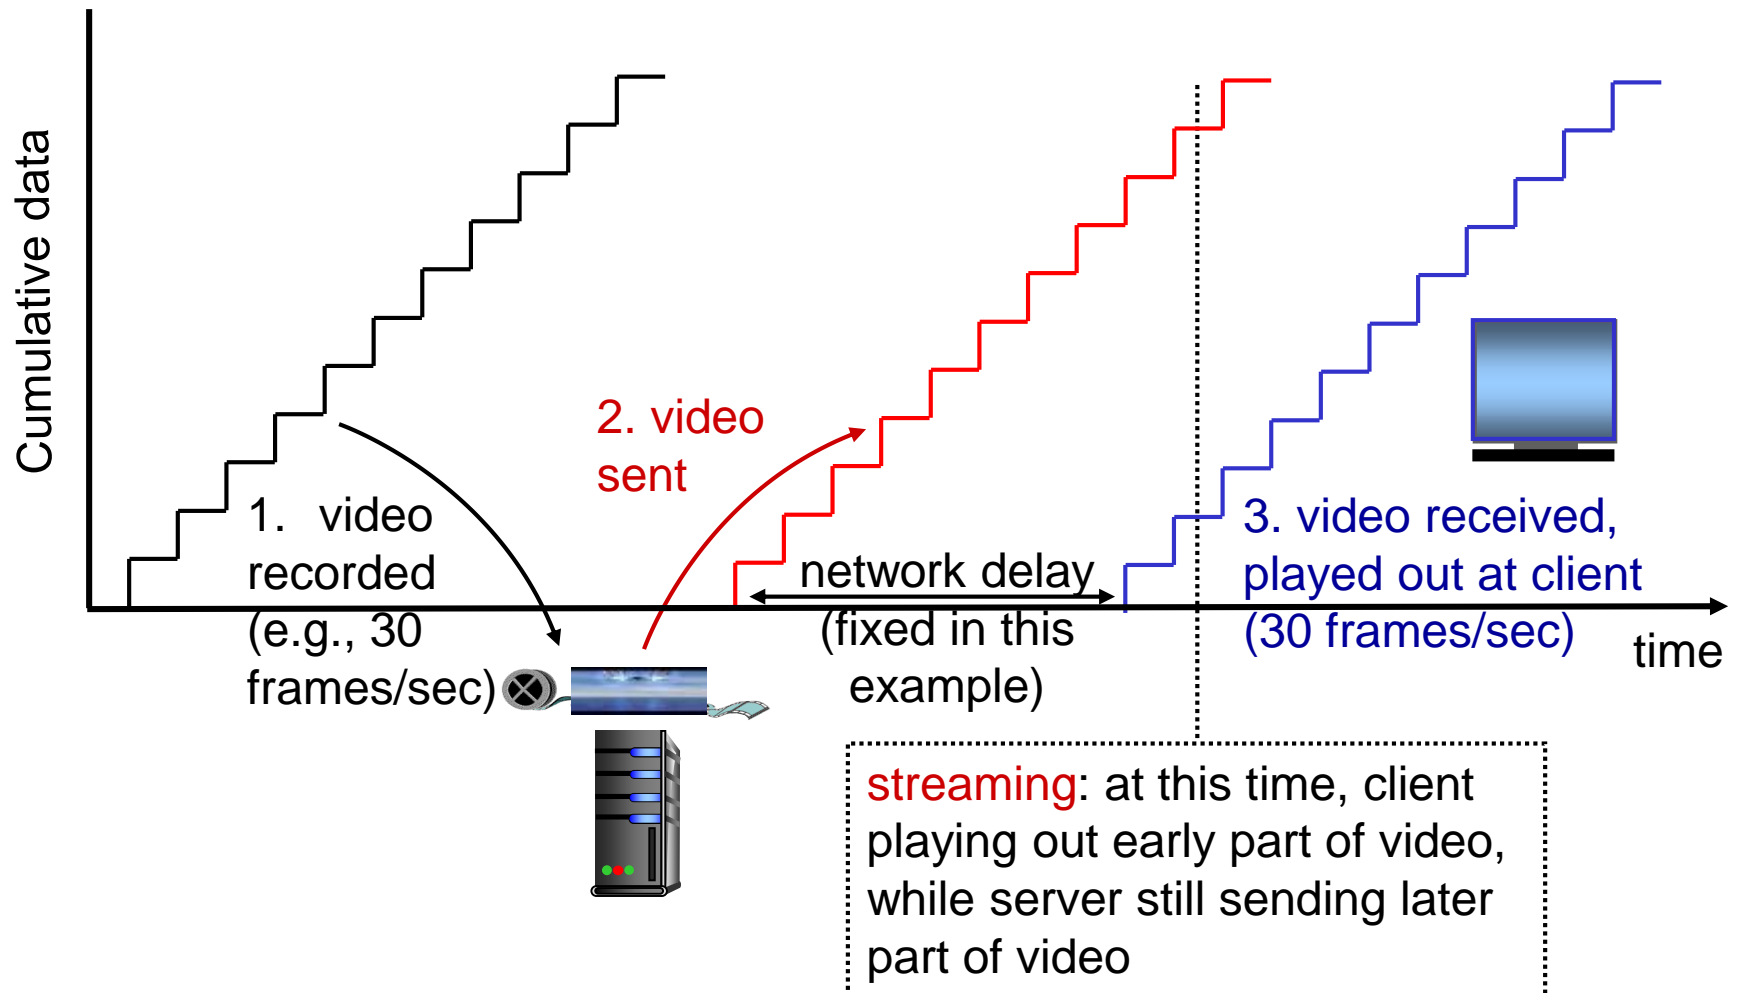 Cumulative data
1. video
recorded
(e.g., 30
frames/sec)
2. video
sent
network delay
(fixed in this
example)
3. video received,
played out at client
(30 frames/sec)
time
streaming: at this time, client
playing out early part of video,
while server still sending later
part of video